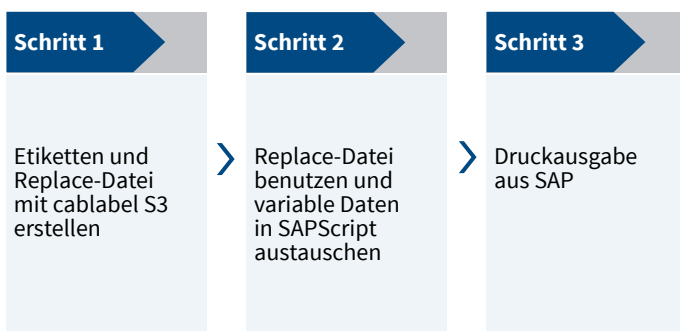 Schritt 1
Etiketten und
Replace-Datei
mit cablabel S3
erstellen
Schritt 2
Replace-Datei
benutzen und
variable Daten
in SAPScript
austauschen
Schritt 3
Druckausgabe
aus SAP